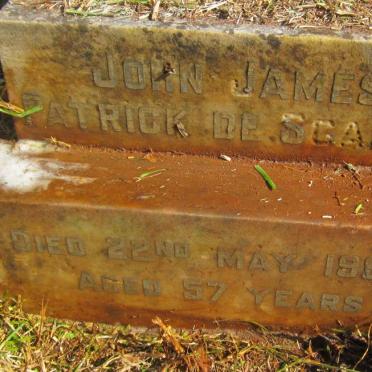 JOHN JAMES
PATRICK DE
DIED 22ND MAY
AGED 57 YEARS